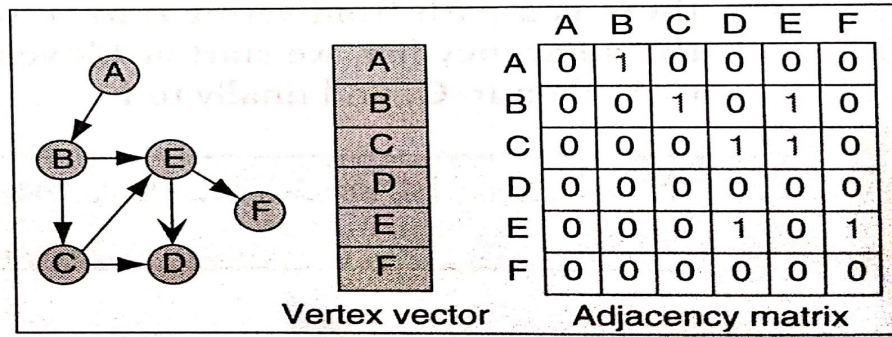 A
B E
F
C D
A
B
C
D
E
F
Vertex vector
A B C D E F
A 0 1 0 0 0 0
B 0 0 1 0 1 0
C 0 0 0 1 1 0
D 0 0 0 0 0 0
E 0 0 0 1 0 1
F 0 0 0 0 0 0
Adjacency matrix